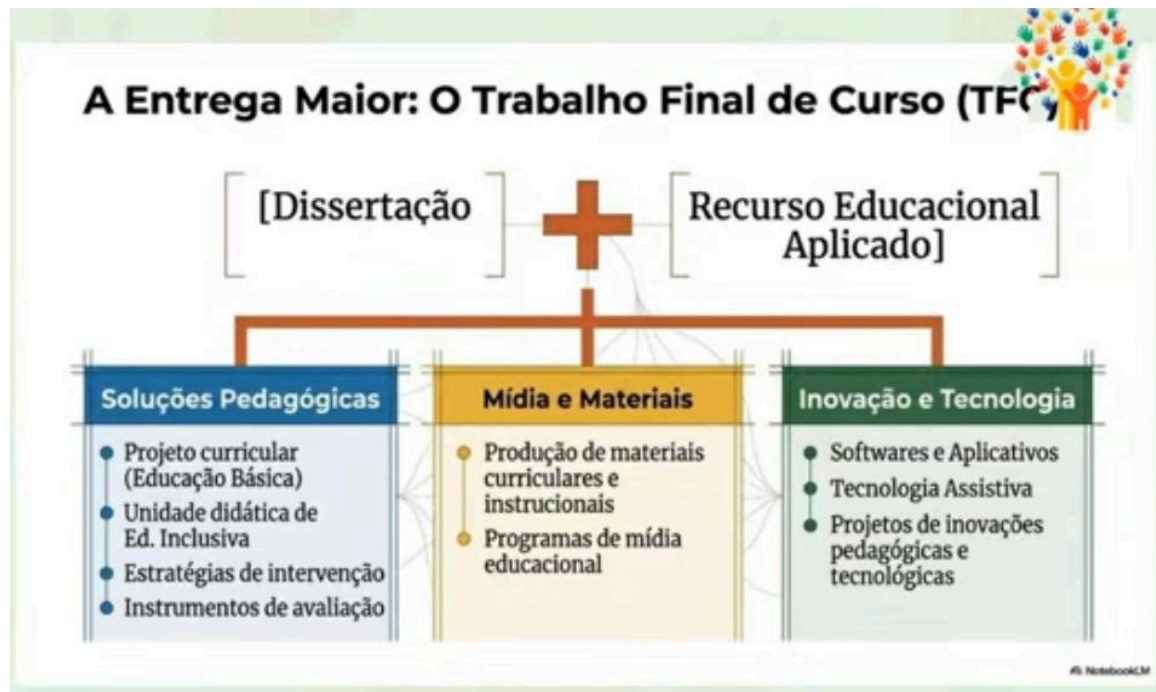 A Entrega Maior: O Trabalho Final de Curso (TFC)
[Dissertação
Recurso Educacional
Aplicado]
Soluções Pedagógicas
Projeto curricular
(Educação Básica)
Unidade didática de
Ed. Inclusiva
Estratégias de intervenção
Instrumentos de avaliação
Mídia e Materiais
Produção de materiais
curriculares e
instrucionais
Programas de mídia
educacional
Inovação e Tecnologia
Softwares e Aplicativos
Tecnologia Assistiva
Projetos de inovações
pedagógicas e
tecnológicas
NotebookLM